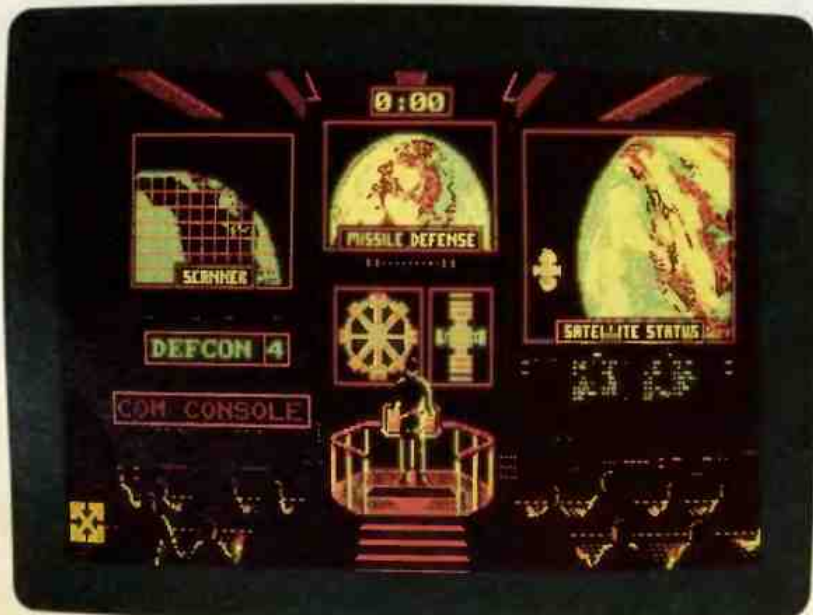 0:00
MISSILE DEFENSE
SCANNER
SATELLITE STATUS
DEFCON 4
COM CONSOLE